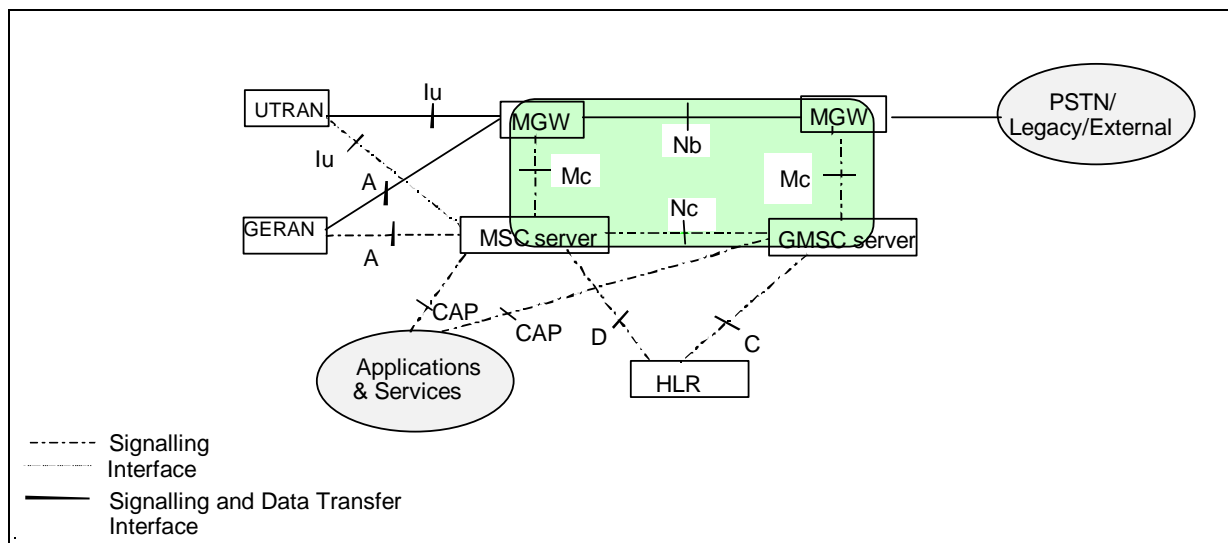 Iu
UTRAN
MGW
MGW
PSTN/
Legacy/External
Iu
Nb
A
Mc
Mc
GERAN
A
MSC server
Nc
GMSC server
CAP
CAP
D
C
Applications
& Services
HLR
Signalling
Interface
Signalling and Data Transfer
Interface